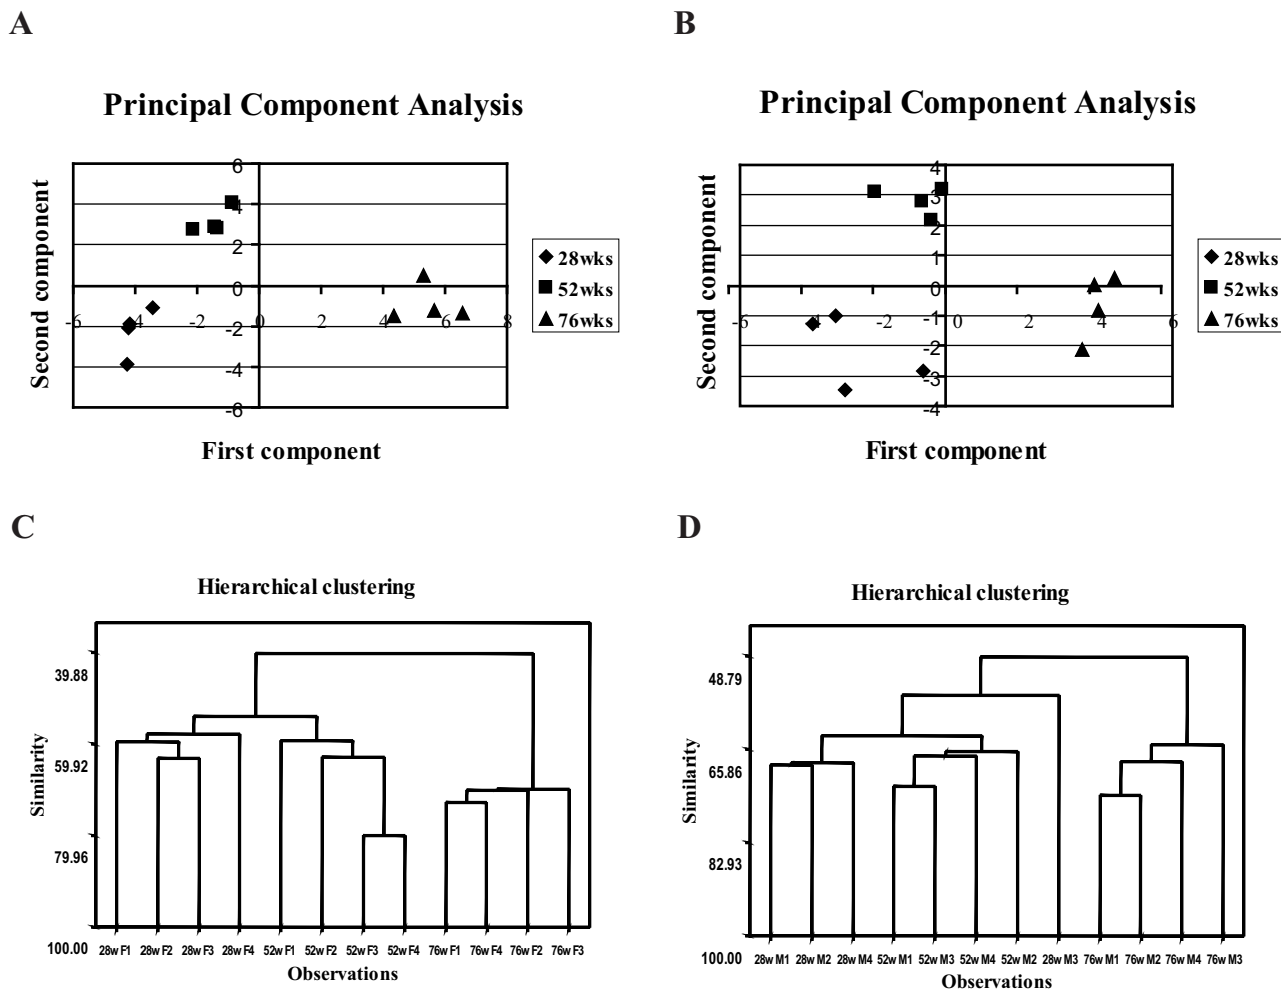 A
B
Principal Component Analysis
Principal Component Analysis
Second component
6
4
2
0
-2
-4
-6
-6 -4 -2 0 2 4 6 8
First component
28wks
52wks
76wks
Second component
4
3
2
1
0
-1
-2
-3
-4
-6 -4 -2 0 2 4 6
First component
28wks
52wks
76wks
C
D
Hierarchical clustering
Similarity
39.88
59.92
79.96
100.00
28w F1 28w F2 28w F3 28w F4 52w F1 52w F2 52w F3 52w F4 76w F1 76w F4 76w F2 76w F3
Observations
Hierarchical clustering
Similarity
48.79
65.86
82.93
100.00
28w M1 28w M2 28w M4 52w M1 52w M3 52w M4 52w M2 28w M3 76w M1 76w M2 76w M4 76w M3
Observations